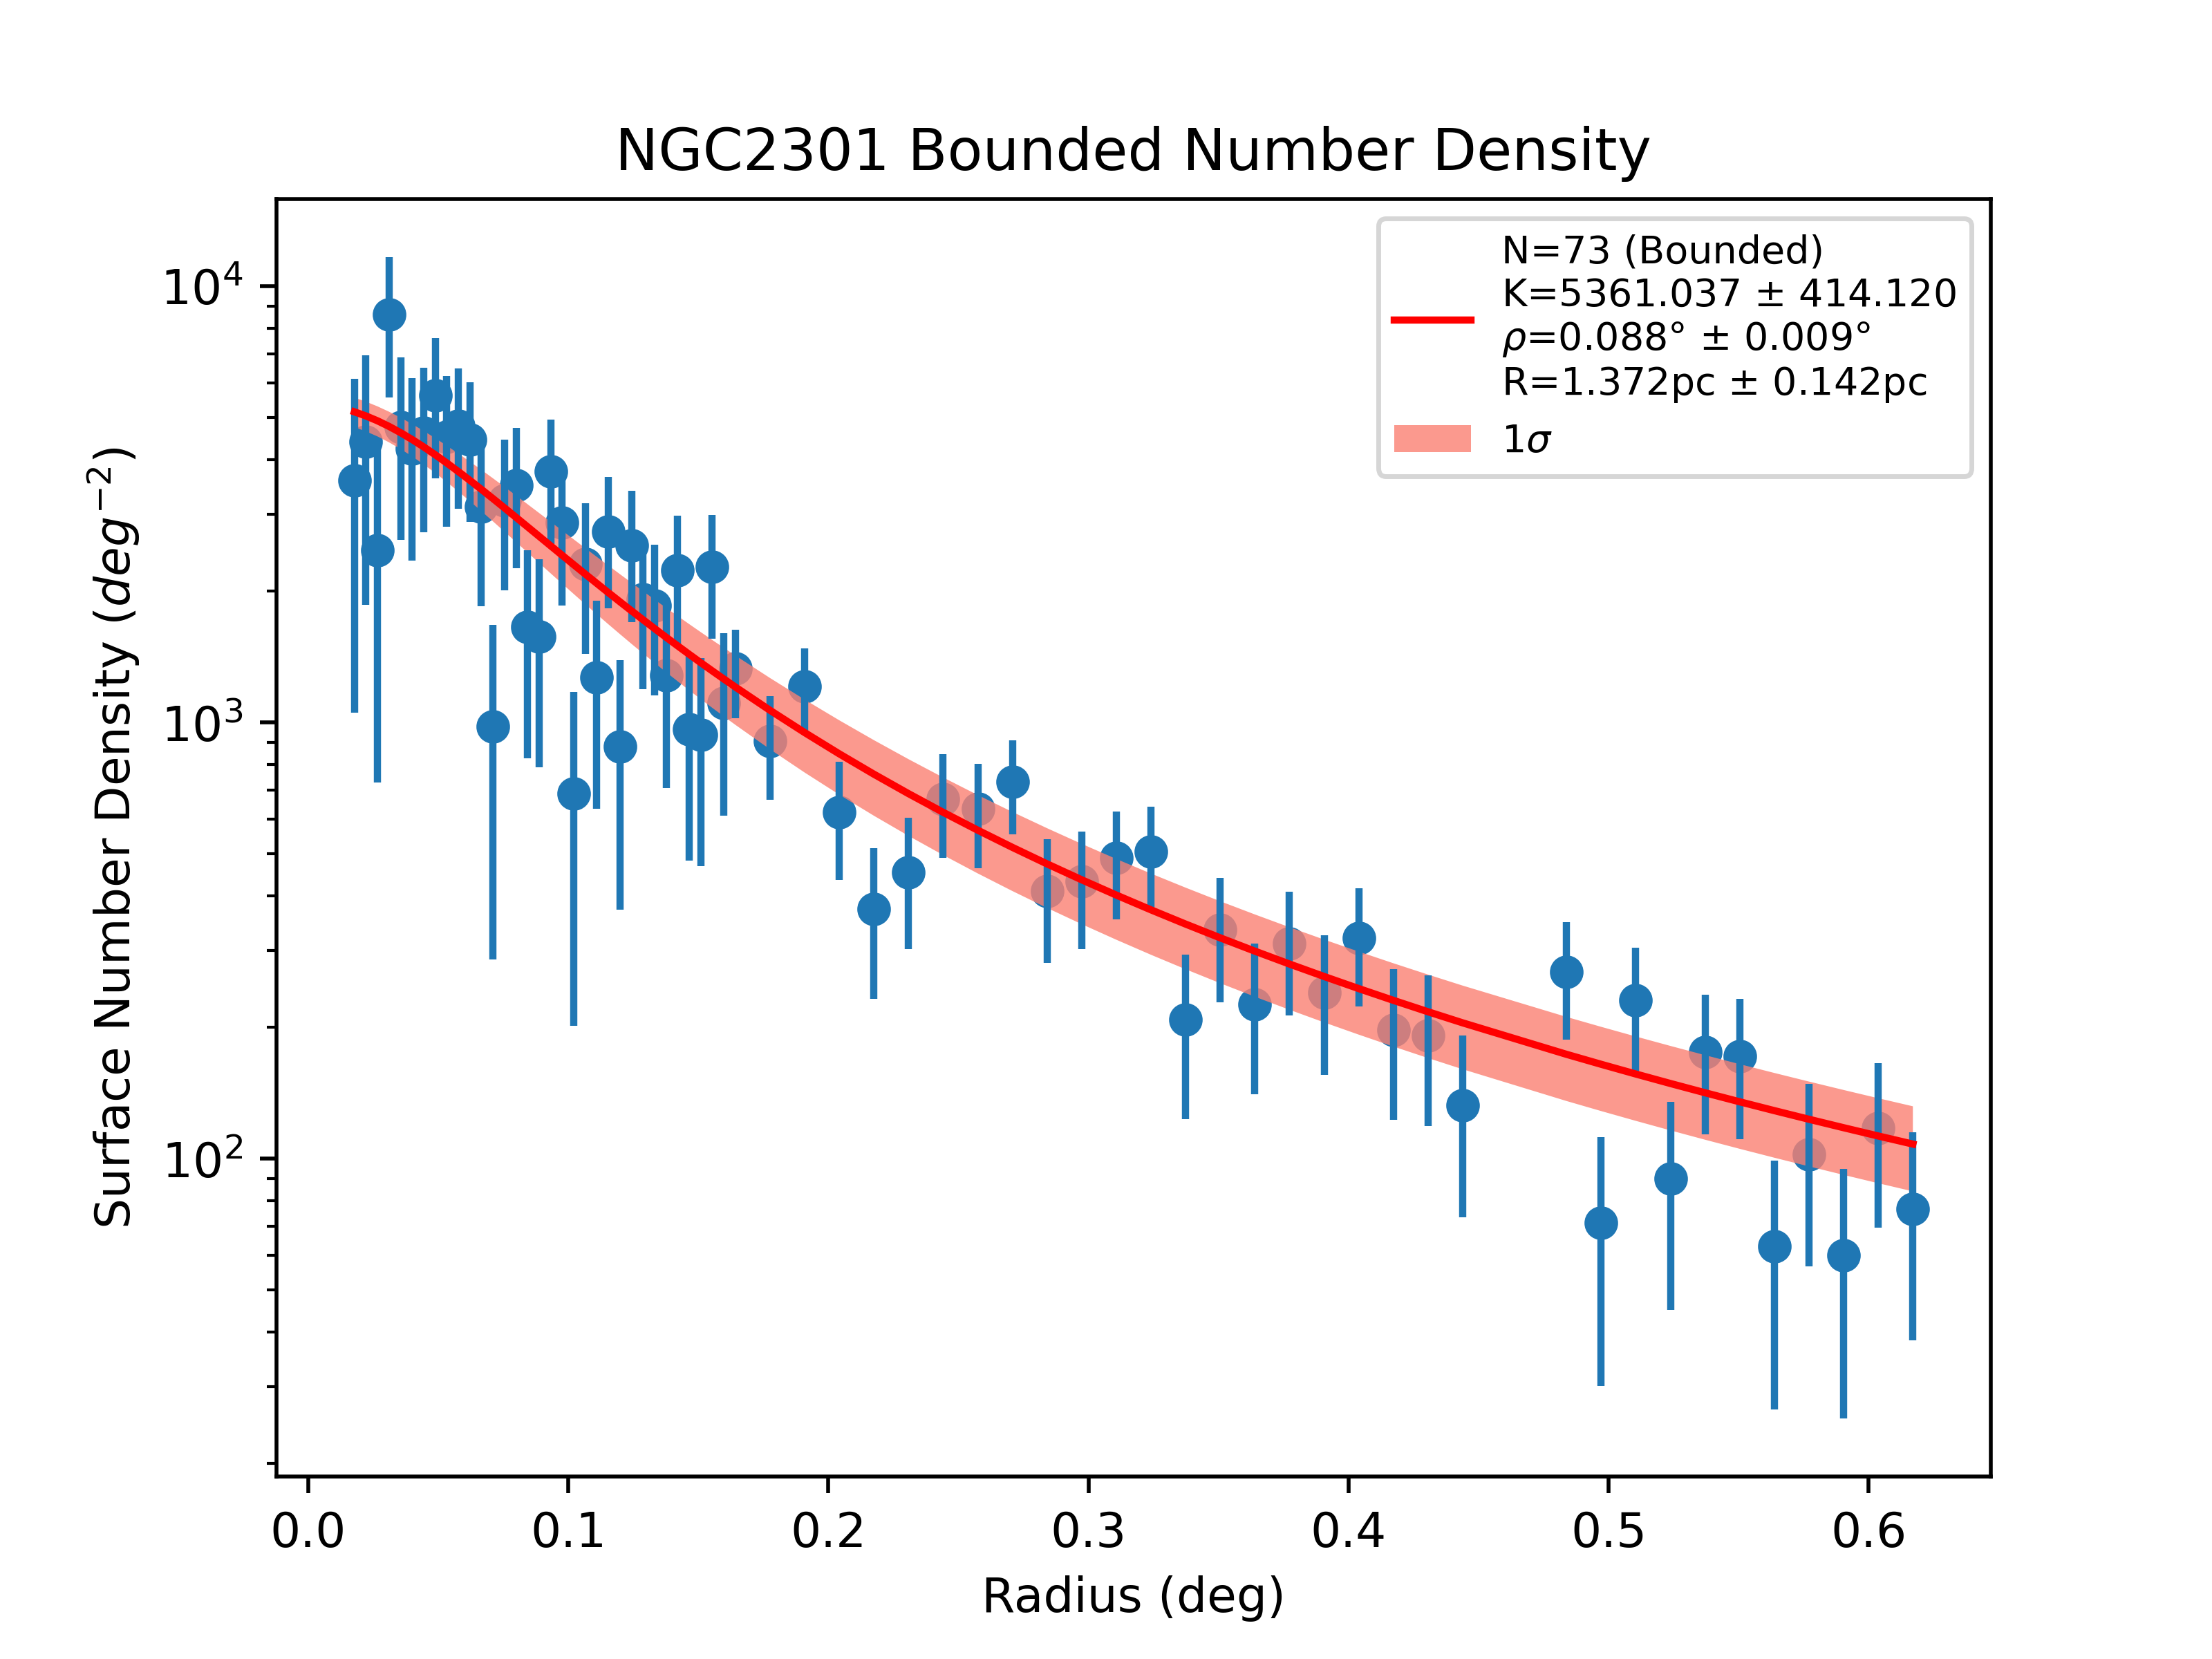 NGC2301 Bounded Number Density
N=73 (Bounded)
K=5361.037 ± 414.120
ρ=0.088° ± 0.009°
R=1.372pc ± 0.142pc
1σ
Surface Number Density (deg⁻²)
10⁴
10³
10²
0.0 0.1 0.2 0.3 0.4 0.5 0.6
Radius (deg)